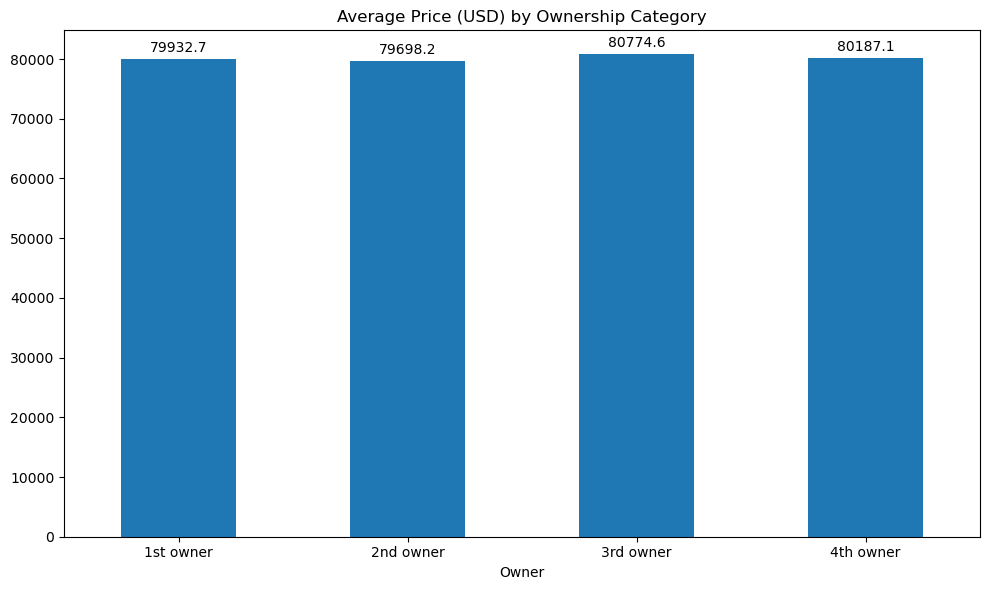 Average Price (USD) by Ownership Category
79932.7
79698.2
80774.6
80187.1
80000
70000
60000
50000
40000
30000
20000
10000
0
1st owner
2nd owner
3rd owner
4th owner
Owner